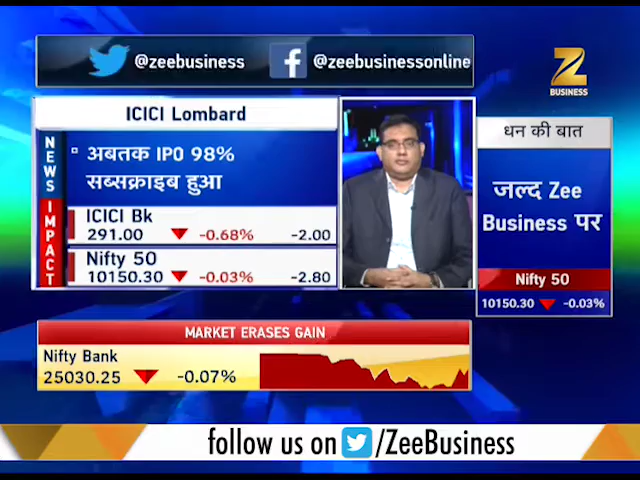 @zeebusiness
@zeebusinessonline
BUSINESS
ICICI Lombard
NEWS IMPACT
अबतक IPO 98%
सब्सक्राइब हुआ
ICICI Bk
291.00 -0.68% -2.00
Nifty 50
10150.30 -0.03% -2.80
धन की बात
जल्द Zee
Business पर
Nifty 50
10150.30 -0.03%
MARKET ERASES GAIN
Nifty Bank
25030.25 -0.07%
follow us on /ZeeBusiness